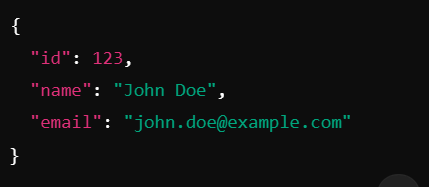 {
  "id": 123,
  "name": "John Doe",
  "email": "john.doe@example.com"
}